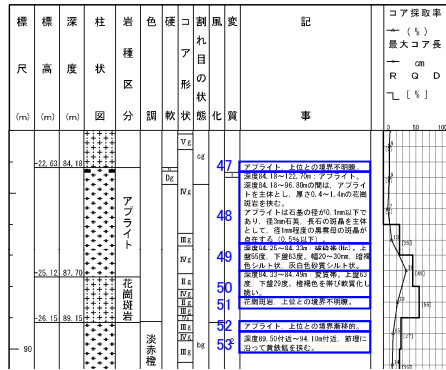 標尺(m)
標高(m)
深度(m)
柱状図
岩種区分
色調
硬軟
コア形状
割れ目の状態
風化
変質
記事
コア採取率
(%)
最大コア長
cm
RQD
[%]
0 50 100
-22.63 84.18
-25.12 87.70
-26.15 89.15
90
アプライト
花崗斑岩
淡赤橙
Vg
Dg
Ⅳg
Ⅲg
Ⅳg
Ⅱg
Ⅳg
Ⅱg
Ⅲg
Ⅳg
Ⅲg
cg
bg
47
アプライト、上位との境界不明瞭。
48
深度84.18~122.70m:アプライト。
深度84.18~96.80mの間は、アプライ
トを主体とし、厚さ0.4~1.4mの花崗
斑岩を挟む。
アプライトは石基の径が0.1mm以下で
あり、径3mm石英、長石の斑晶を主体
として、径1mm程度の黒雲母の斑晶が
点在する(0.5%以下)。
49
深度84.25~84.33m:破砕帯(Hc)。上
盤55度、下盤63度。幅20~30mm、暗褐
色シルト状、灰白色砂質シルト状。
50
深度84.33~84.49m:変質帯。上盤63
度、下盤29度。橙褐色を帯び軟質化し
脆い。
51
花崗斑岩、上位との境界不明瞭。
52
アプライト、上位との境界漸移的。
53
深度89.50付近~94.10m付近、節理に
沿って黄鉄鉱を挟む。